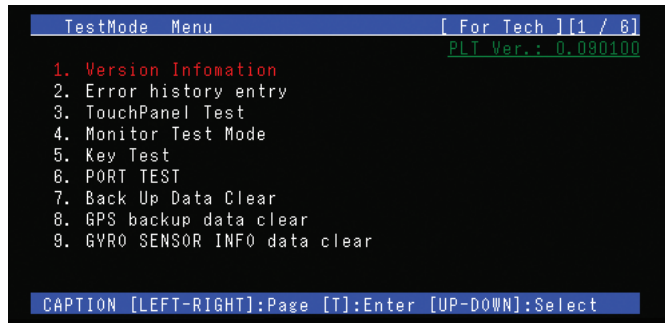 TestMode Menu [ For Tech ][1 / 6]
PLT Ver.: 0.090100
1. Version Infomation
2. Error history entry
3. TouchPanel Test
4. Monitor Test Mode
5. Key Test
6. PORT TEST
7. Back Up Data Clear
8. GPS backup data clear
9. GYRO SENSOR INFO data clear
CAPTION [LEFT-RIGHT]:Page [T]:Enter [UP-DOWN]:Select